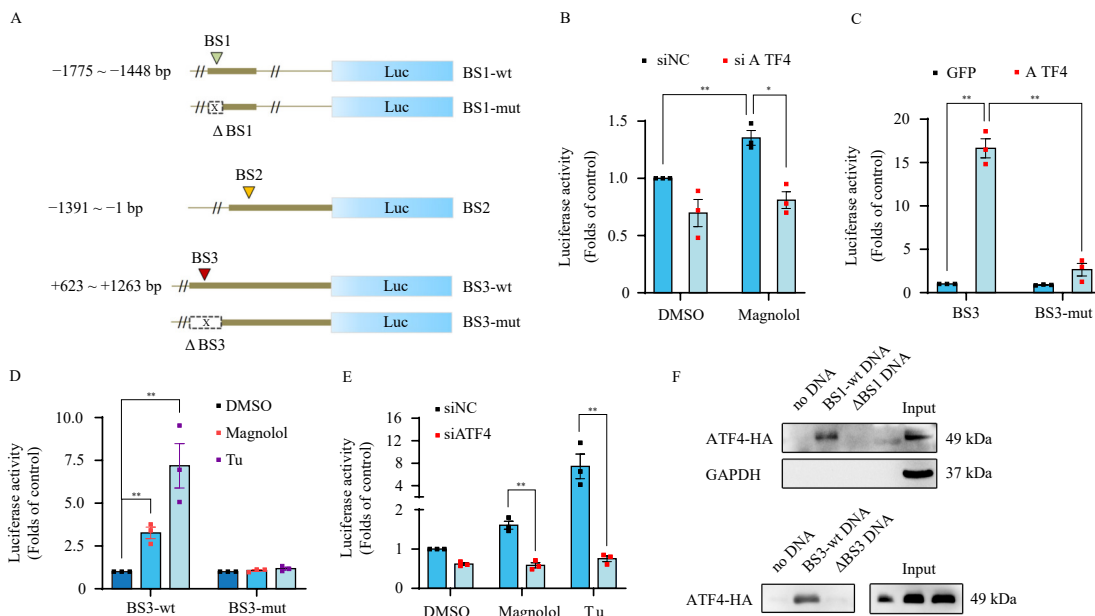 A
BS1
−1775 ~ −1448 bp
//
//
Luc
BS1-wt
X
//
Luc
BS1-mut
Δ BS1
BS2
−1391 ~ −1 bp
//
Luc
BS2
BS3
+623 ~ +1263 bp
//
Luc
BS3-wt
//
X
Luc
BS3-mut
Δ BS3
B
siNC
si A TF4
**
*
Luciferase activity
(Folds of control)
1.5
1.0
0.5
0
DMSO
Magnolol
C
GFP
A TF4
**
**
Luciferase activity
(Folds of control)
20
15
10
5
0
BS3
BS3-mut
D
DMSO
Magnolol
Tu
**
**
Luciferase activity
(Folds of control)
10.0
7.5
5.0
2.5
0
BS3-wt
BS3-mut
E
siNC
siATF4
**
**
Luciferase activity
(Folds of control)
16
12
8
4
2
1
0
DMSO
Magnolol
T u
F
no DNA
BS1-wt DNA
ΔBS1 DNA
Input
ATF4-HA
49 kDa
GAPDH
37 kDa
no DNA
BS3-wt DNA
ΔBS3 DNA
Input
ATF4-HA
49 kDa